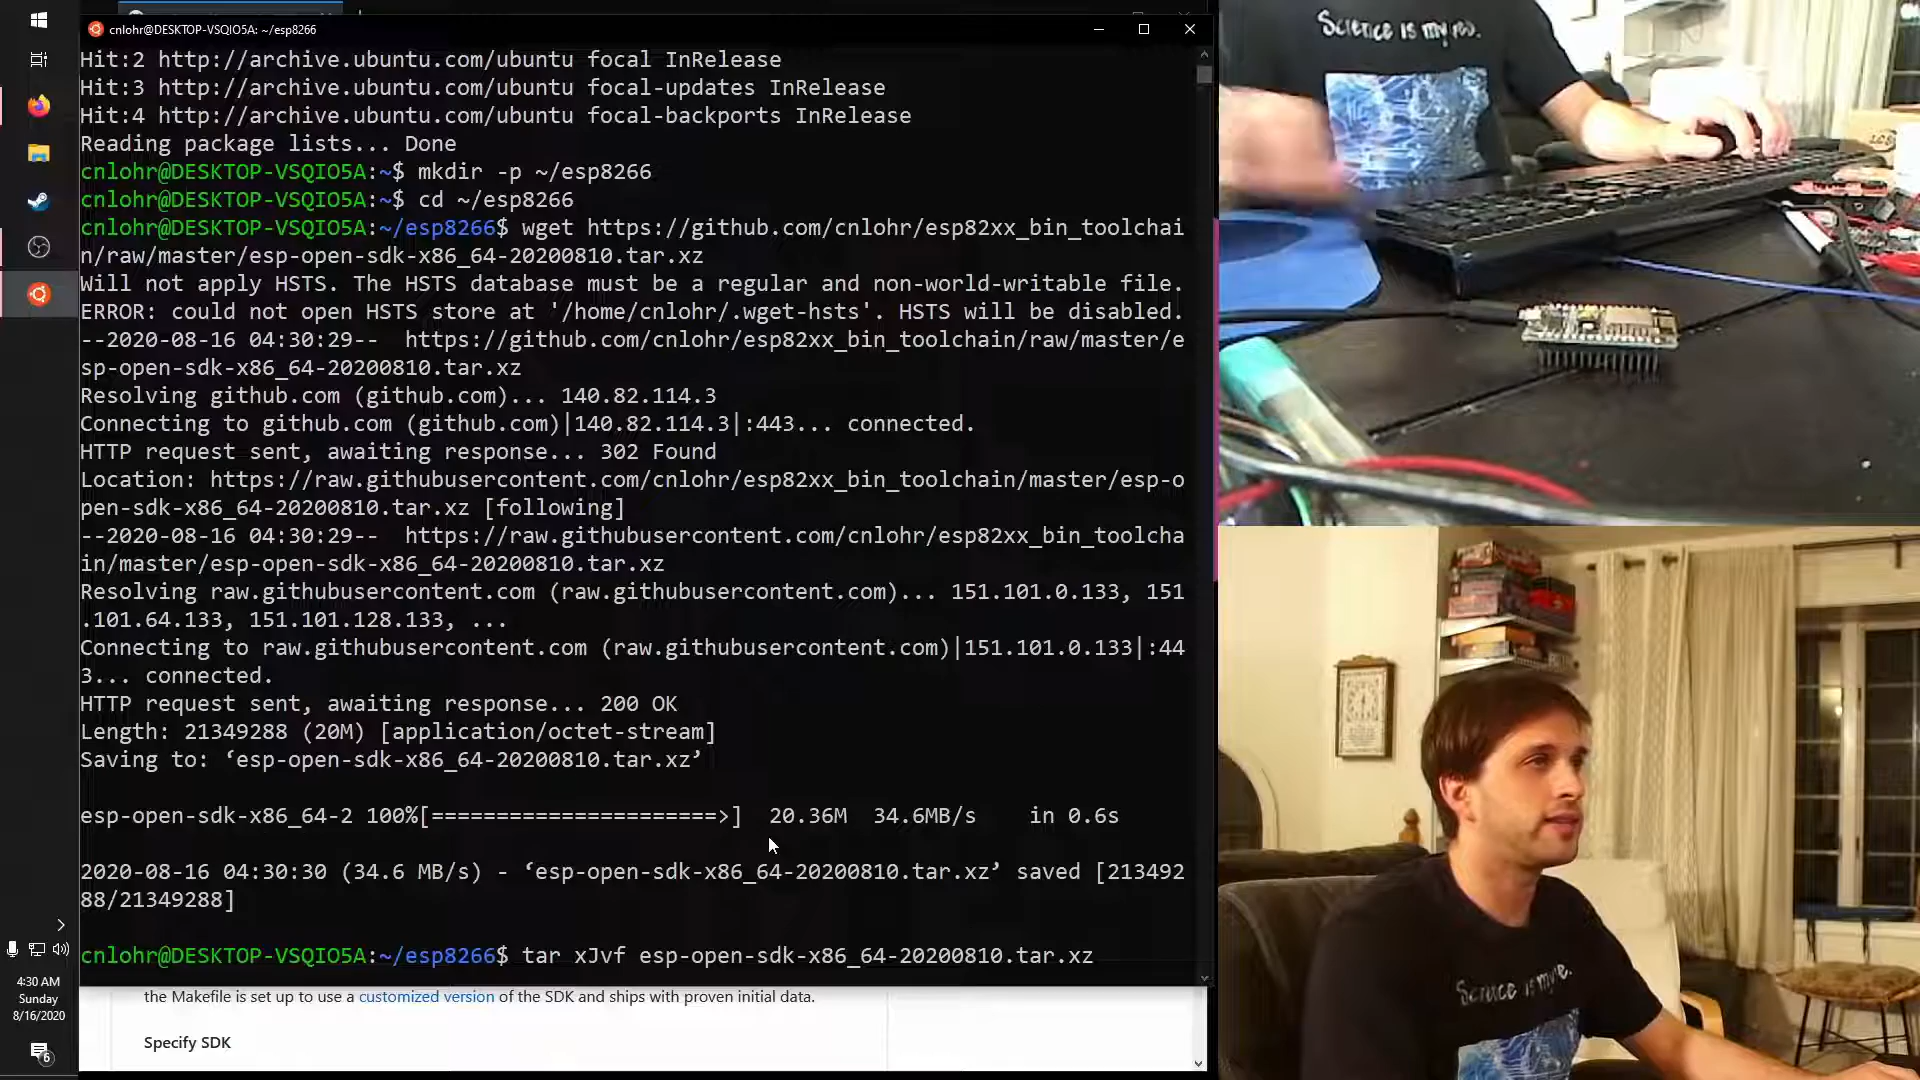 cnlohr@DESKTOP-VSQIO5A: ~/esp8266
Hit:2 http://archive.ubuntu.com/ubuntu focal InRelease
Hit:3 http://archive.ubuntu.com/ubuntu focal-updates InRelease
Hit:4 http://archive.ubuntu.com/ubuntu focal-backports InRelease
Reading package lists... Done
cnlohr@DESKTOP-VSQIO5A:~$ mkdir -p ~/esp8266
cnlohr@DESKTOP-VSQIO5A:~$ cd ~/esp8266
cnlohr@DESKTOP-VSQIO5A:~/esp8266$ wget https://github.com/cnlohr/esp82xx_bin_toolchai
n/raw/master/esp-open-sdk-x86_64-20200810.tar.xz
Will not apply HSTS. The HSTS database must be a regular and non-world-writable file.
ERROR: could not open HSTS store at '/home/cnlohr/.wget-hsts'. HSTS will be disabled.
--2020-08-16 04:30:29--  https://github.com/cnlohr/esp82xx_bin_toolchain/raw/master/e
sp-open-sdk-x86_64-20200810.tar.xz
Resolving github.com (github.com)... 140.82.114.3
Connecting to github.com (github.com)|140.82.114.3|:443... connected.
HTTP request sent, awaiting response... 302 Found
Location: https://raw.githubusercontent.com/cnlohr/esp82xx_bin_toolchain/master/esp-o
pen-sdk-x86_64-20200810.tar.xz [following]
--2020-08-16 04:30:29--  https://raw.githubusercontent.com/cnlohr/esp82xx_bin_toolcha
in/master/esp-open-sdk-x86_64-20200810.tar.xz
Resolving raw.githubusercontent.com (raw.githubusercontent.com)... 151.101.0.133, 151
.101.64.133, 151.101.128.133, ...
Connecting to raw.githubusercontent.com (raw.githubusercontent.com)|151.101.0.133|:44
3... connected.
HTTP request sent, awaiting response... 200 OK
Length: 21349288 (20M) [application/octet-stream]
Saving to: ‘esp-open-sdk-x86_64-20200810.tar.xz’
esp-open-sdk-x86_64-2 100%[======================>]  20.36M  34.6MB/s    in 0.6s
2020-08-16 04:30:30 (34.6 MB/s) - ‘esp-open-sdk-x86_64-20200810.tar.xz’ saved [213492
88/21349288]
cnlohr@DESKTOP-VSQIO5A:~/esp8266$ tar xJvf esp-open-sdk-x86_64-20200810.tar.xz
the Makefile is set up to use a customized version of the SDK and ships with proven initial data.
Specify SDK
4:30 AM
Sunday
8/16/2020
6
Science is my
Science is my